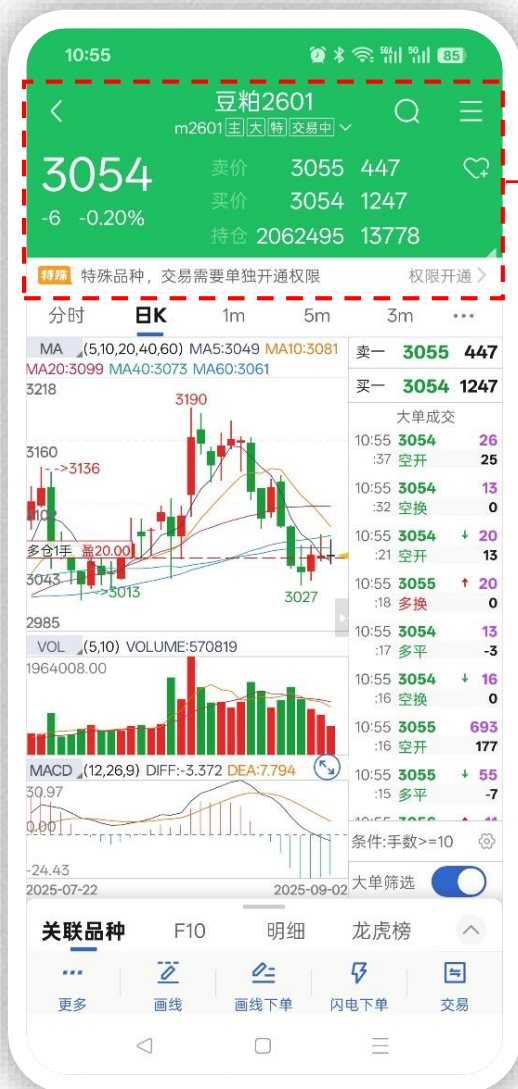 10:55 5GA 5G 85
豆粕2601
m2601 主 大 特 交易中
3054 卖价 3055 447
-6 -0.20% 买价 3054 1247
持仓 2062495 13778
特殊 特殊品种，交易需要单独开通权限 权限开通
分时 日K 1m 5m 3m ...
MA (5,10,20,40,60) MA5:3049 MA10:3081
MA20:3099 MA40:3073 MA60:3061
3218
3190
3160
-->3136
3102
多仓1手 盈20.00
3043
-->3013
3027
2985
VOL (5,10) VOLUME:570819
1964008.00
MACD (12,26,9) DIFF:-3.372 DEA:7.794
30.97
0.00
-24.43
2025-07-22 2025-09-02
卖一 3055 447
买一 3054 1247
大单成交
10:55 3054 26
:37 空开 25
10:55 3054 13
:32 空换 0
10:55 3054 ↓ 20
:21 空开 13
10:55 3055 ↑ 20
:18 多换 0
10:55 3054 13
:17 多平 -3
10:55 3054 ↓ 16
:16 空换 0
10:55 3055 693
:16 空开 177
10:55 3055 ↓ 55
:15 多平 -7
条件:手数>=10
大单筛选
关联品种 F10 明细 龙虎榜
更多 画线 画线下单 闪电下单 交易